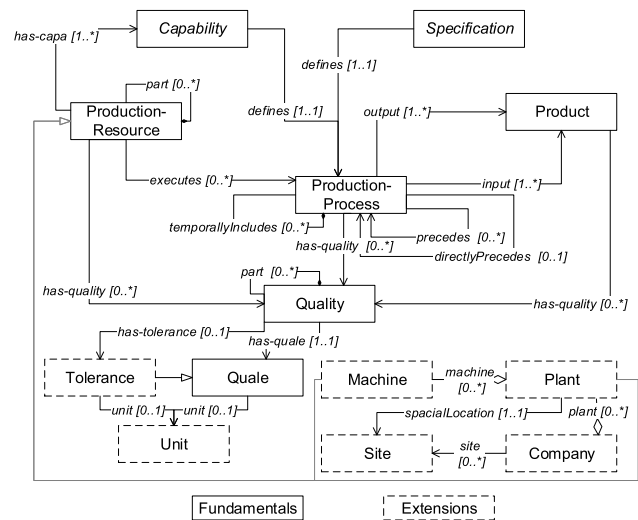 Capability
Specification
has-capa [1..*]
defines [1..1]
part [0..*]
Production-
Resource
defines [1..1]
output [1..*]
Product
executes [0..*]
Production-
Process
input [1..*]
temporallyIncludes [0..*]
has-quality [0..*]
precedes [0..*]
directlyPrecedes [0..1]
part [0..*]
has-quality [0..*]
Quality
has-quality [0..*]
has-tolerance [0..1]
has-quale [1..1]
Tolerance
Quale
Machine
machine
[0..*]
Plant
unit [0..1]
unit [0..1]
spacialLocation [1..1]
plant [0..*]
Unit
Site
site
[0..*]
Company
Fundamentals
Extensions